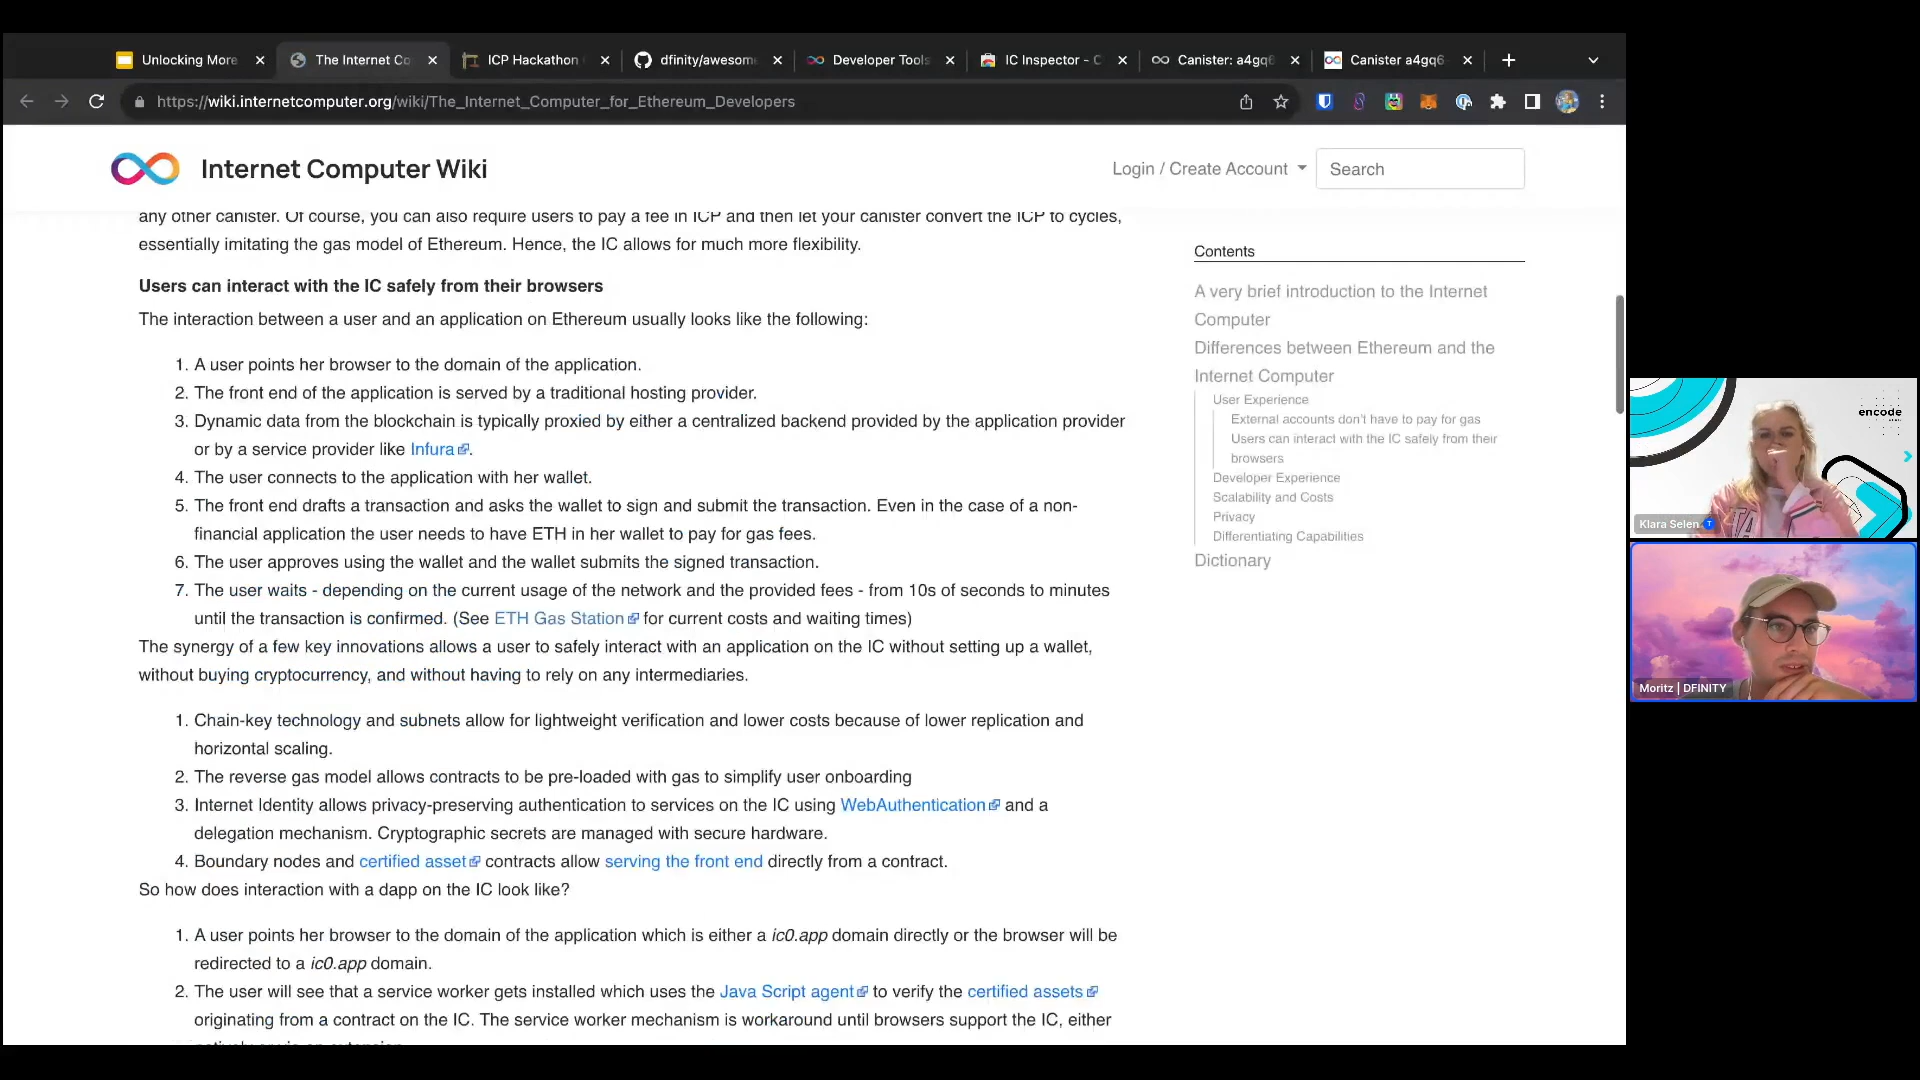 Unlocking More
The Internet Co
ICP Hackathon
dfinity/awesom
Developer Tools
IC Inspector - C
Canister: a4gq6
Canister a4gq6
https://wiki.internetcomputer.org/wiki/The_Internet_Computer_for_Ethereum_Developers
Internet Computer Wiki
Login / Create Account
Search
any other canister. Of course, you can also require users to pay a fee in ICP and then let your canister convert the ICP to cycles,
essentially imitating the gas model of Ethereum. Hence, the IC allows for much more flexibility.
Users can interact with the IC safely from their browsers
The interaction between a user and an application on Ethereum usually looks like the following:
1. A user points her browser to the domain of the application.
2. The front end of the application is served by a traditional hosting provider.
3. Dynamic data from the blockchain is typically proxied by either a centralized backend provided by the application provider
or by a service provider like Infura.
4. The user connects to the application with her wallet.
5. The front end drafts a transaction and asks the wallet to sign and submit the transaction. Even in the case of a non-
financial application the user needs to have ETH in her wallet to pay for gas fees.
6. The user approves using the wallet and the wallet submits the signed transaction.
7. The user waits - depending on the current usage of the network and the provided fees - from 10s of seconds to minutes
until the transaction is confirmed. (See ETH Gas Station for current costs and waiting times)
The synergy of a few key innovations allows a user to safely interact with an application on the IC without setting up a wallet,
without buying cryptocurrency, and without having to rely on any intermediaries.
1. Chain-key technology and subnets allow for lightweight verification and lower costs because of lower replication and
horizontal scaling.
2. The reverse gas model allows contracts to be pre-loaded with gas to simplify user onboarding
3. Internet Identity allows privacy-preserving authentication to services on the IC using WebAuthentication and a
delegation mechanism. Cryptographic secrets are managed with secure hardware.
4. Boundary nodes and certified asset contracts allow serving the front end directly from a contract.
So how does interaction with a dapp on the IC look like?
1. A user points her browser to the domain of the application which is either a ic0.app domain directly or the browser will be
redirected to a ic0.app domain.
2. The user will see that a service worker gets installed which uses the Java Script agent to verify the certified assets
originating from a contract on the IC. The service worker mechanism is workaround until browsers support the IC, either
Contents
A very brief introduction to the Internet
Computer
Differences between Ethereum and the
Internet Computer
User Experience
External accounts don't have to pay for gas
Users can interact with the IC safely from their
browsers
Developer Experience
Scalability and Costs
Privacy
Differentiating Capabilities
Dictionary
encode
Klara Selen
Moritz | DFINITY